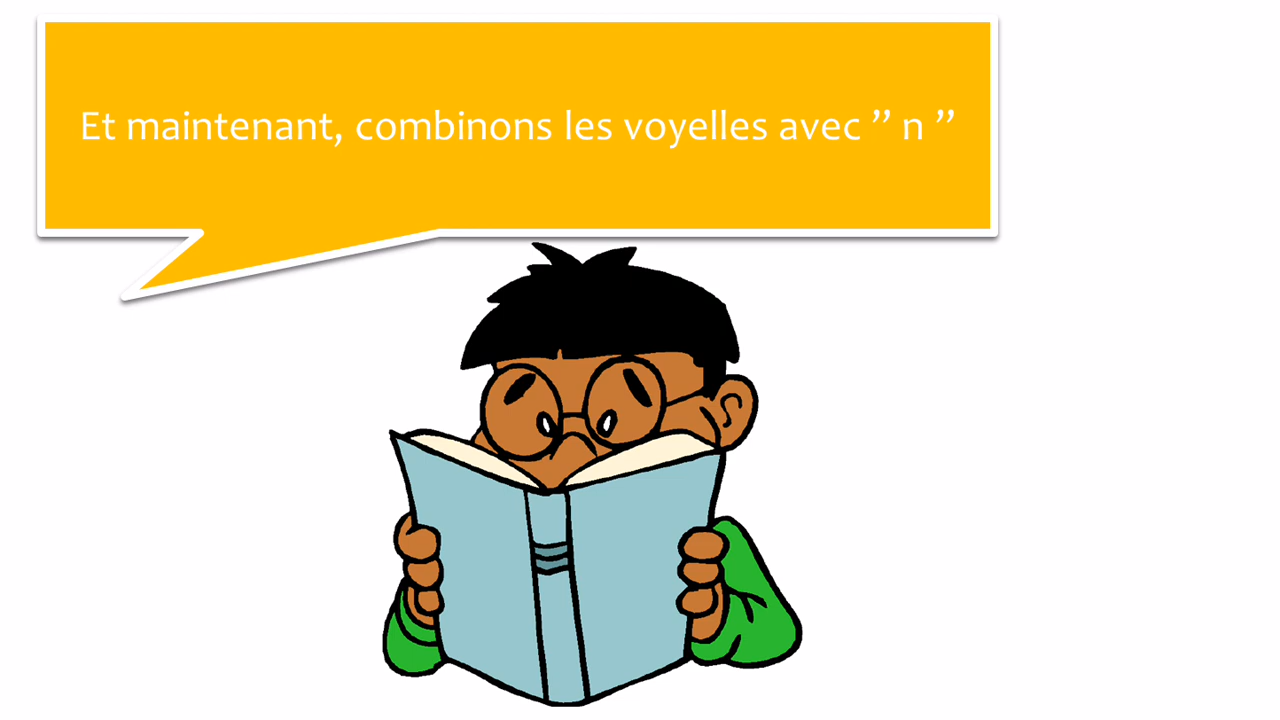 Et maintenant, combinons les voyelles avec ” n ”